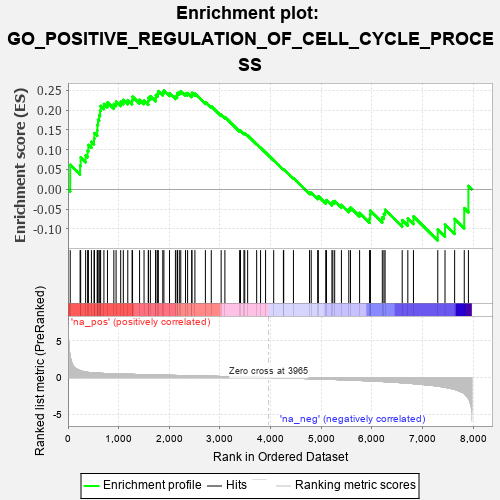 Enrichment plot:
GO_POSITIVE_REGULATION_OF_CELL_CYCLE_PROCE
SS
Enrichment score (ES)
0.25
0.20
0.15
0.10
0.05
0.00
-0.05
-0.10
'na_pos' (positively correlated)
Ranked list metric (PreRanked)
5
0
-5
Zero cross at 3965
'na_neg' (negatively correlated)
0
1,000
2,000
3,000
4,000
5,000
6,000
7,000
8,000
Rank in Ordered Dataset
Enrichment profile
Hits
Ranking metric scores